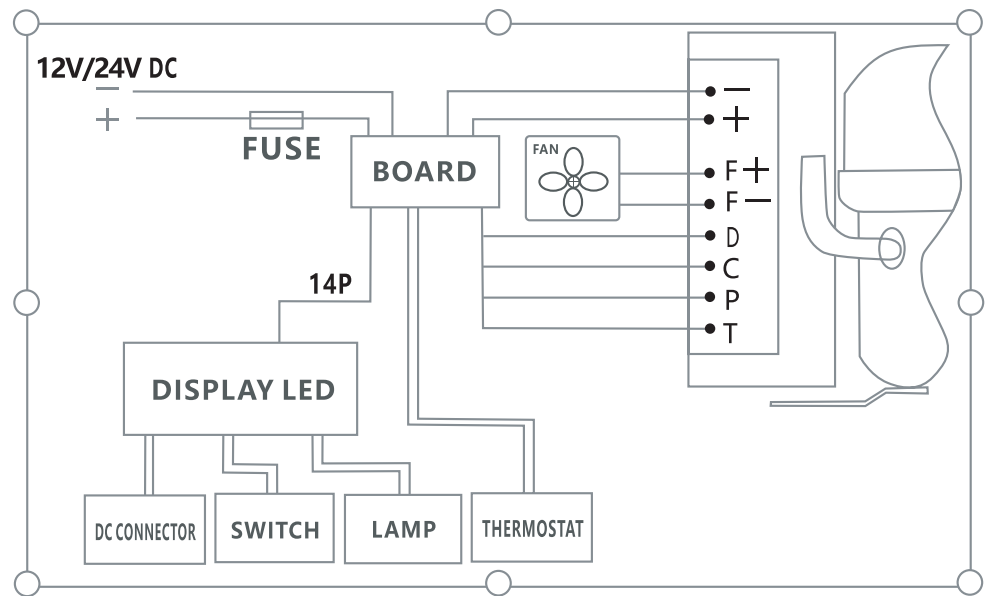 12V/24V DC
−
+
FUSE
BOARD
FAN
−
+
F+
F−
D
C
P
T
14P
DISPLAY LED
DC CONNECTOR
SWITCH
LAMP
THERMOSTAT